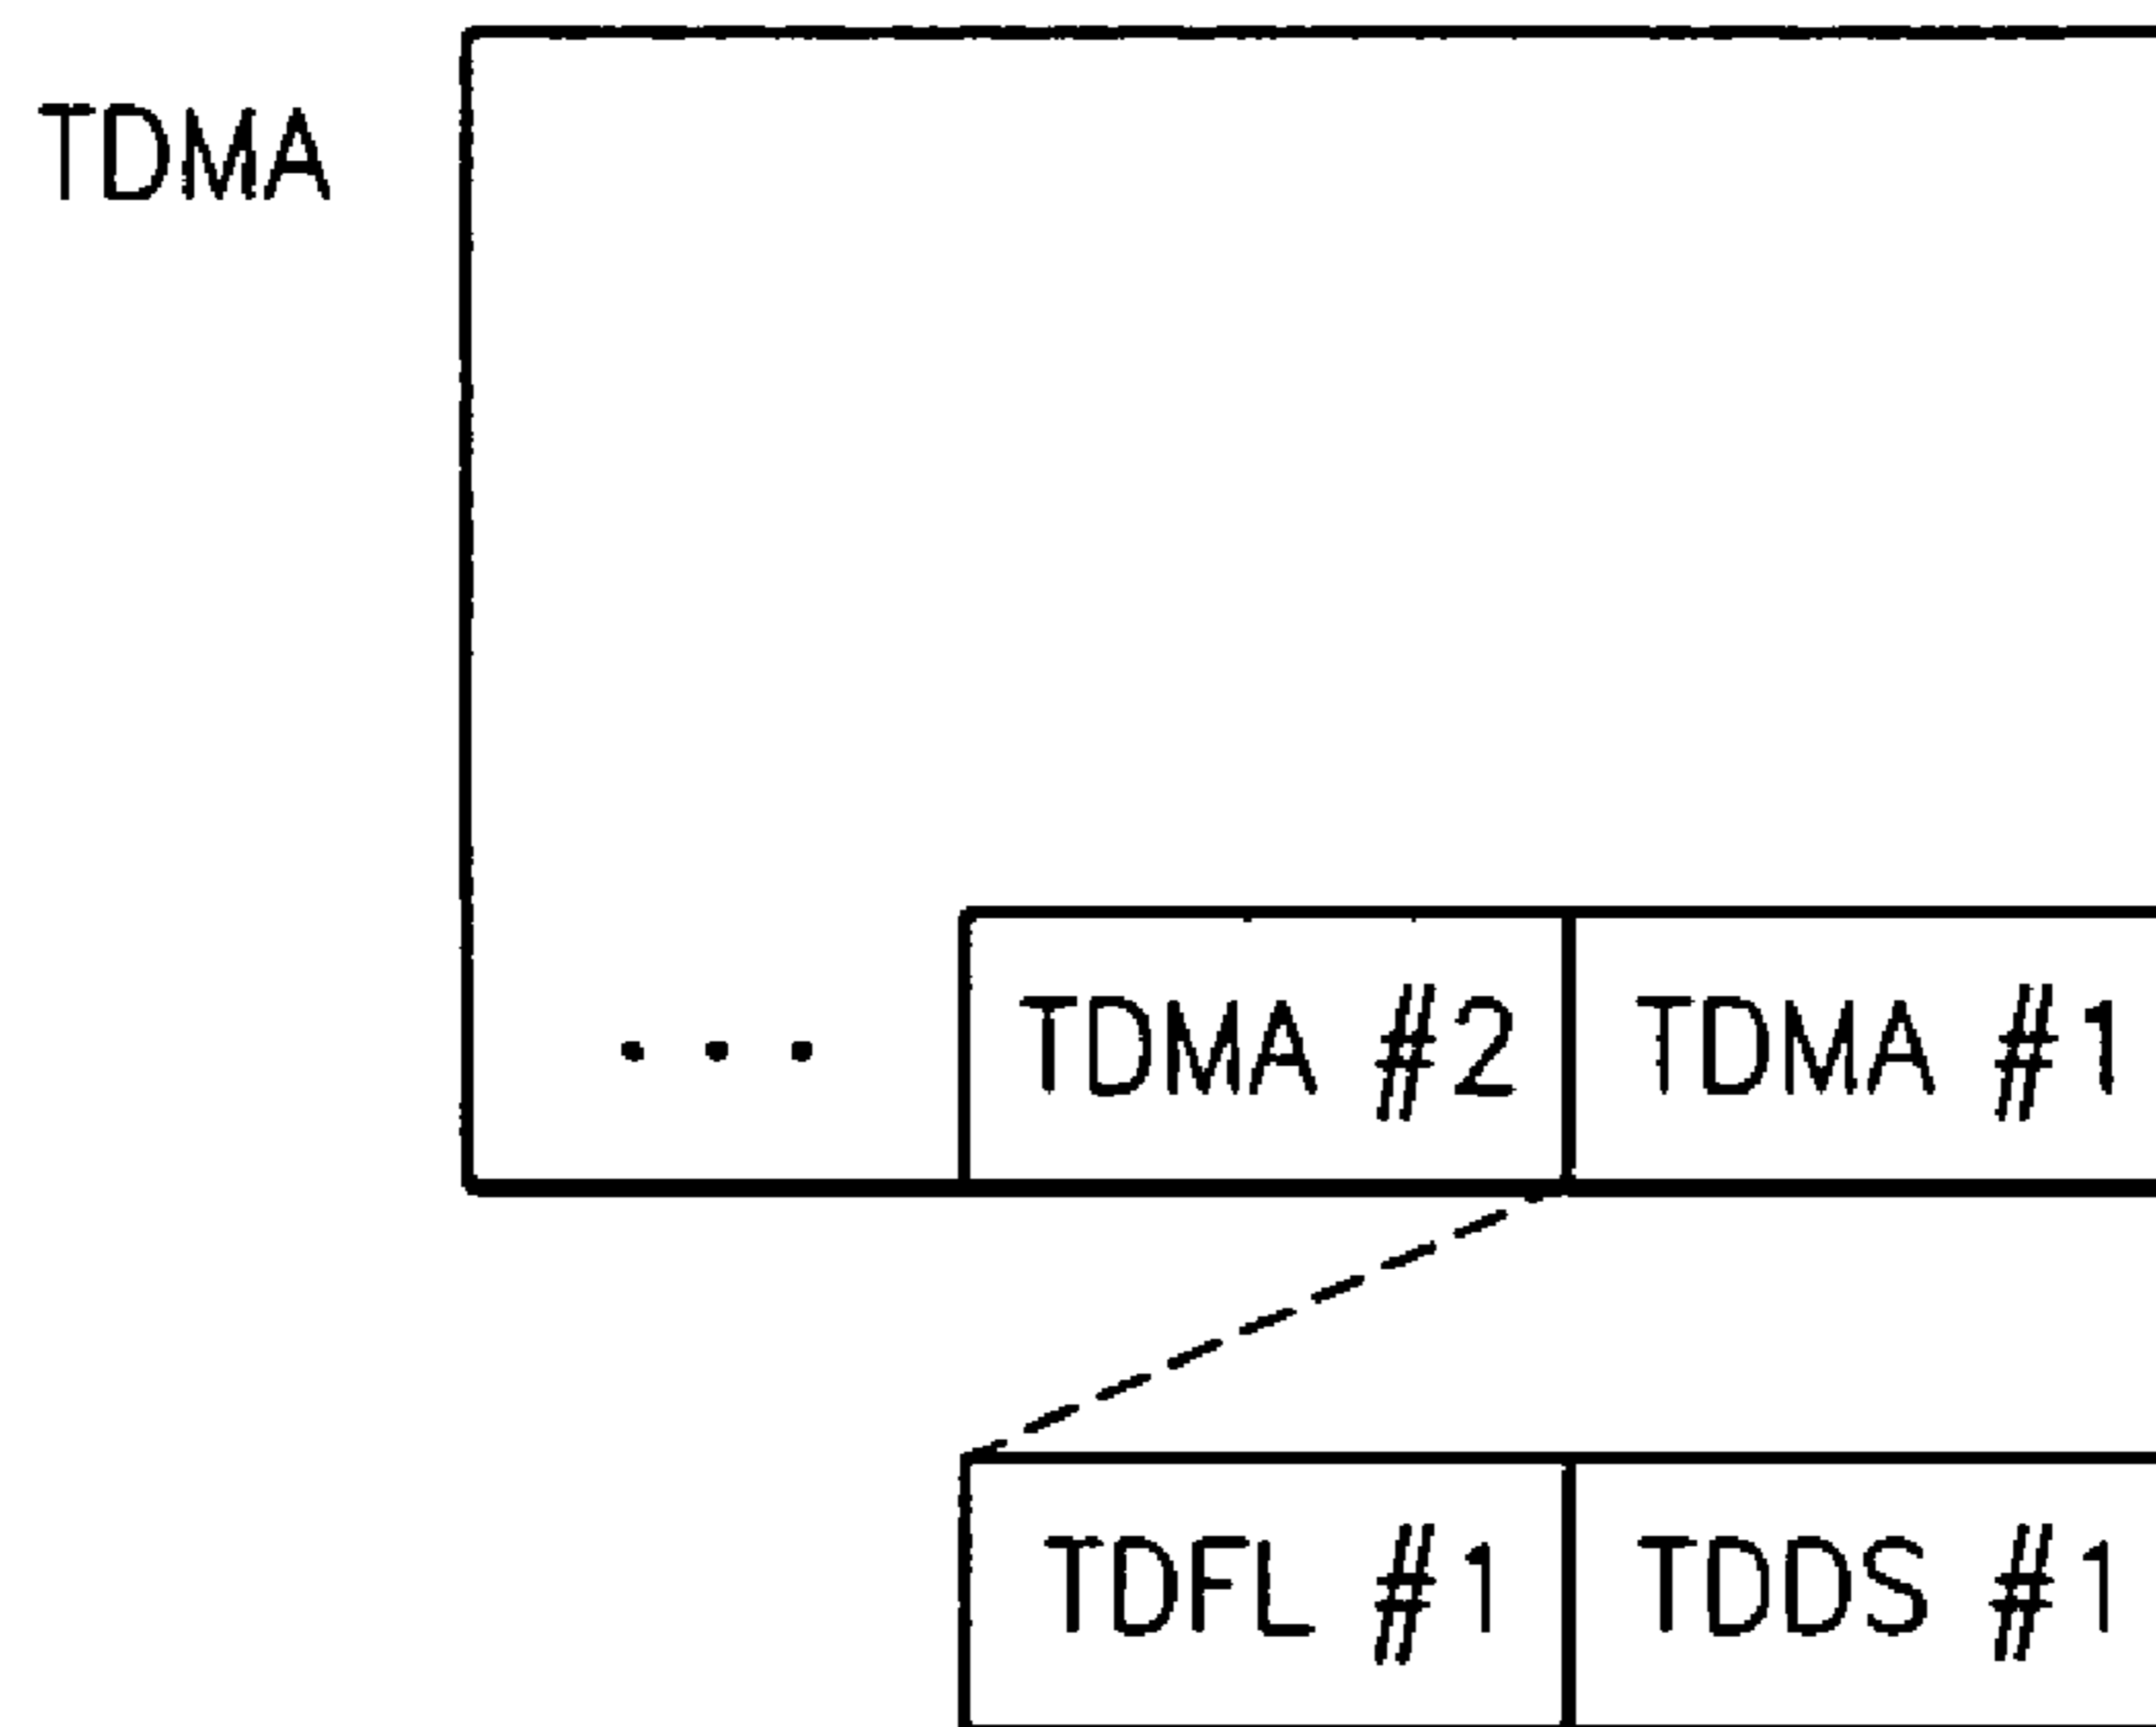 TDMA
. . . TDMA #2 TDMA #1
TDFL #1 TDDS #1